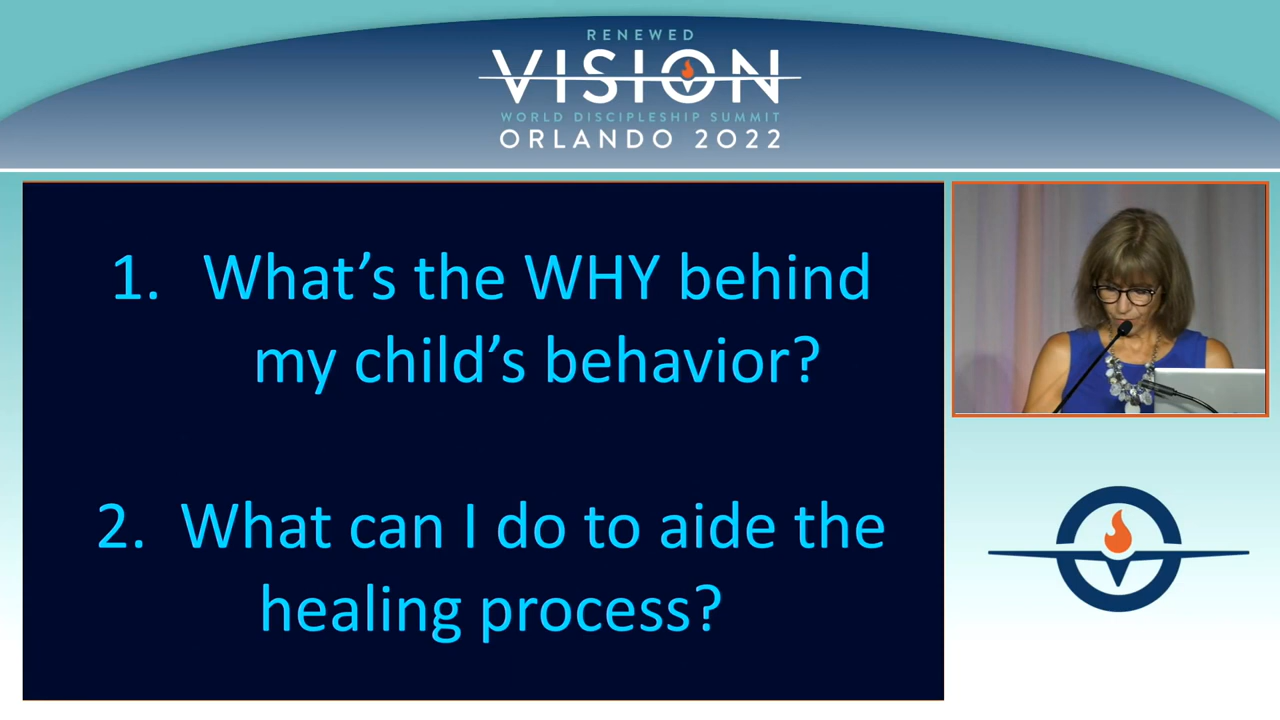 RENEWED
VISION
WORLD DISCIPLESHIP SUMMIT
ORLANDO 2022
1. What’s the WHY behind
my child’s behavior?
2. What can I do to aide the
healing process?